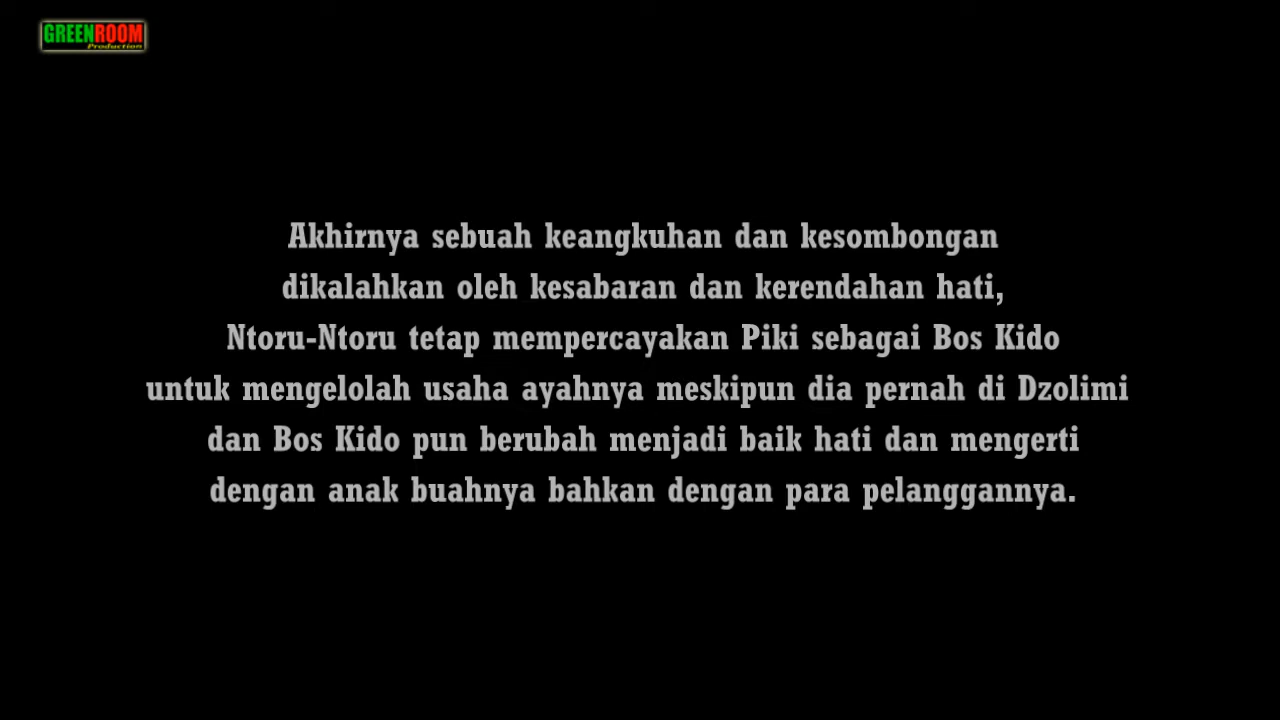 GREENROOM
Production
Akhirnya sebuah keangkuhan dan kesombongan
dikalahkan oleh kesabaran dan kerendahan hati,
Ntoru-Ntoru tetap mempercayakan Piki sebagai Bos Kido
untuk mengelolah usaha ayahnya meskipun dia pernah di Dzolimi
dan Bos Kido pun berubah menjadi baik hati dan mengerti
dengan anak buahnya bahkan dengan para pelanggannya.